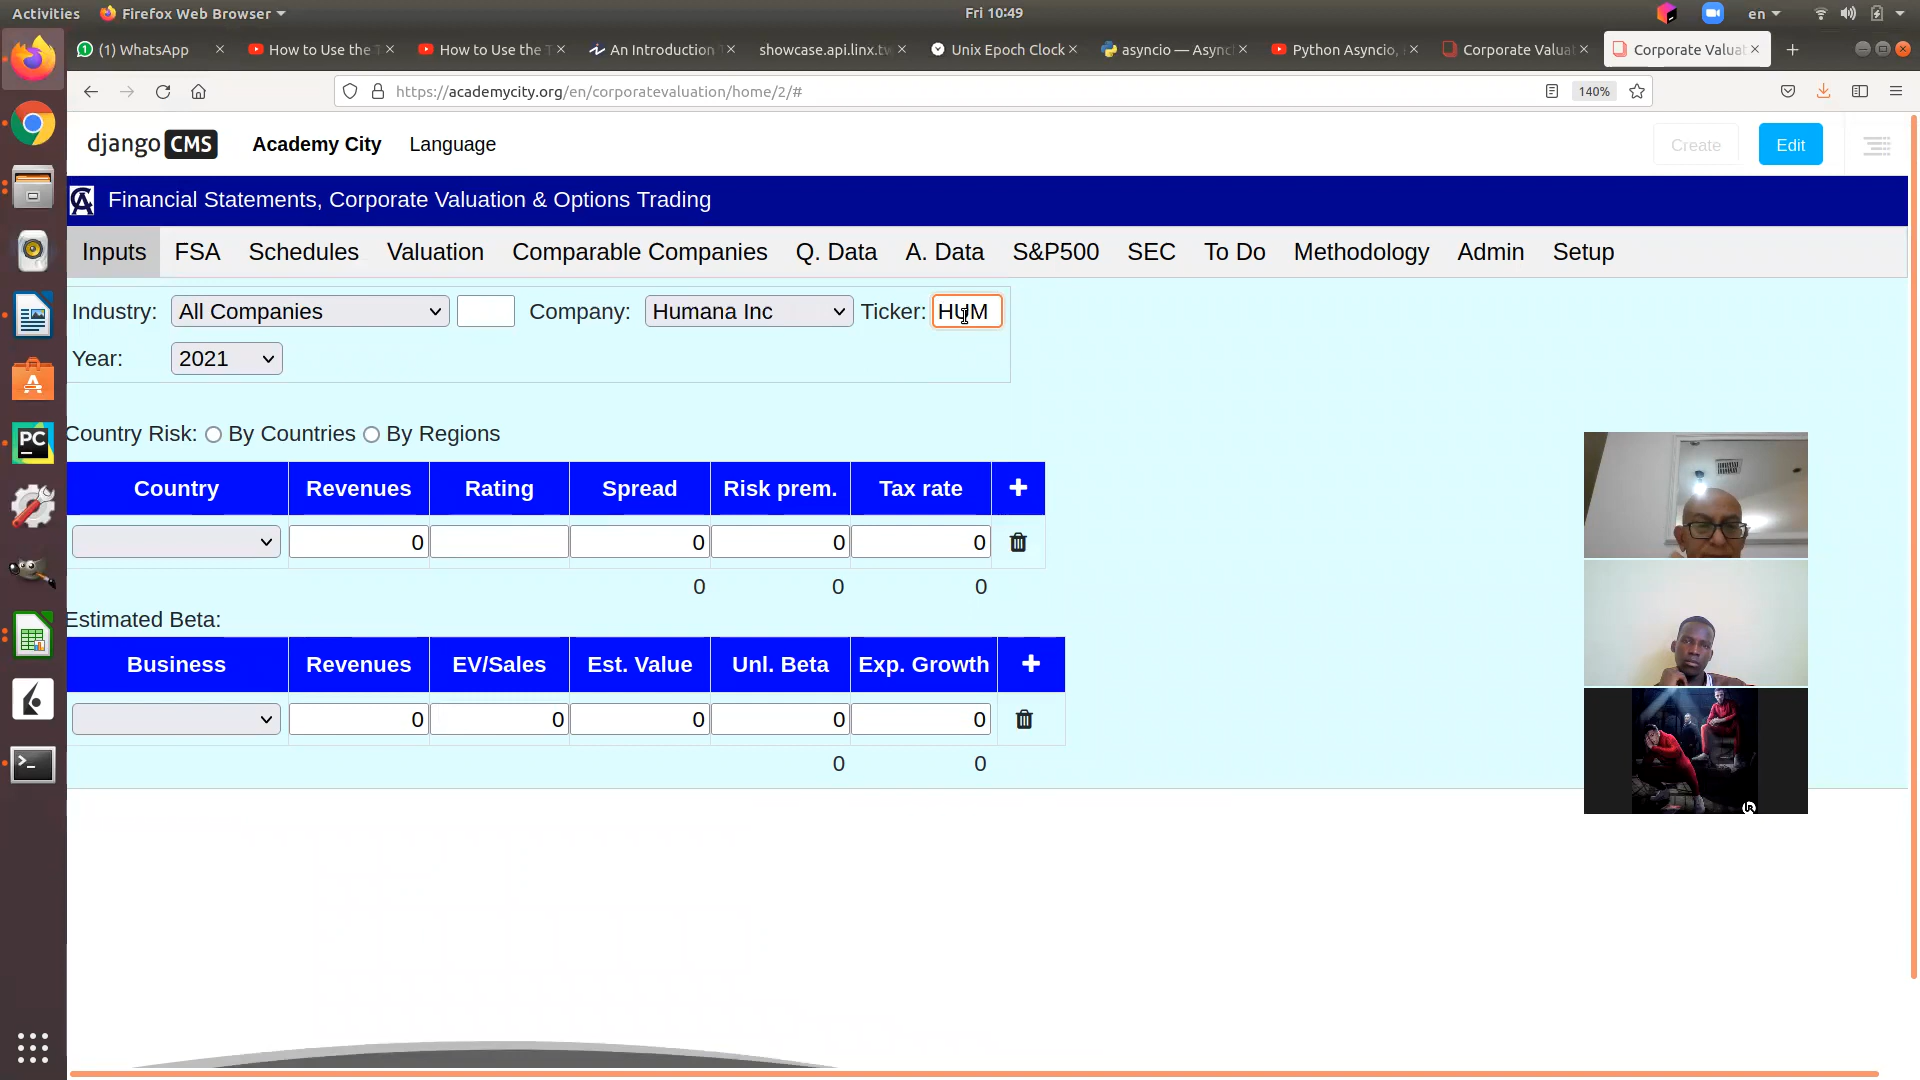 Activities Firefox Web Browser Fri 10:49 en
(1) WhatsApp How to Use the T How to Use the T An Introduction showcase.api.linx.tw Unix Epoch Clock asyncio — Async Python Asyncio, Corporate Valuat Corporate Valuat
https://academycity.org/en/corporatevaluation/home/2/# 140%
django CMS Academy City Language Create Edit
CA Financial Statements, Corporate Valuation & Options Trading
Inputs FSA Schedules Valuation Comparable Companies Q. Data A. Data S&P500 SEC To Do Methodology Admin Setup
Industry: All Companies Company: Humana Inc Ticker: HUM
Year: 2021
Country Risk: By Countries By Regions
Country Revenues Rating Spread Risk prem. Tax rate +
0 0 0 0
0 0 0
Estimated Beta:
Business Revenues EV/Sales Est. Value Unl. Beta Exp. Growth +
0 0 0 0 0
0 0